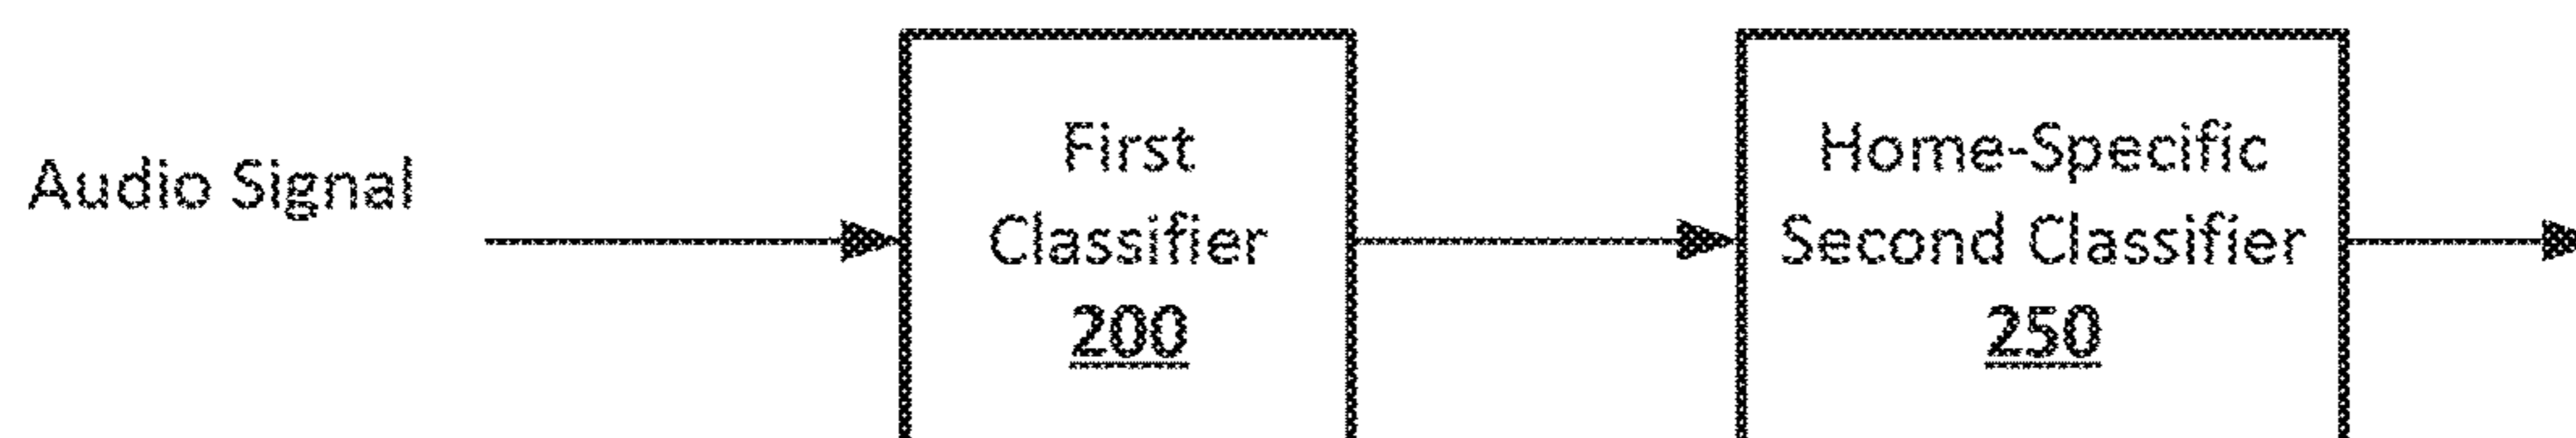 Audio Signal
First
Classifier
200
Home-Specific
Second Classifier
250